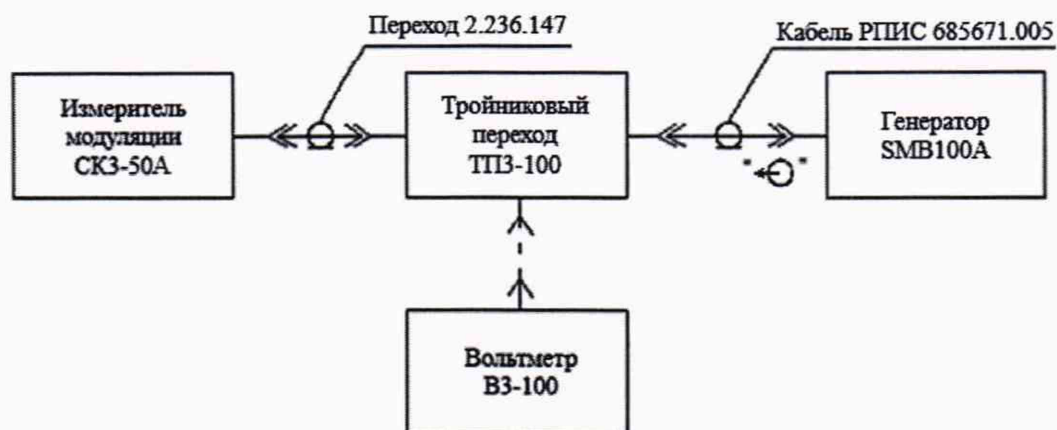 Переход 2.236.147
Кабель РПИС 685671.005
Измеритель
модуляции
СК3-50А
Тройниковый
переход
ТП3-100
Генератор
SMB100A
" "
Вольтметр
В3-100